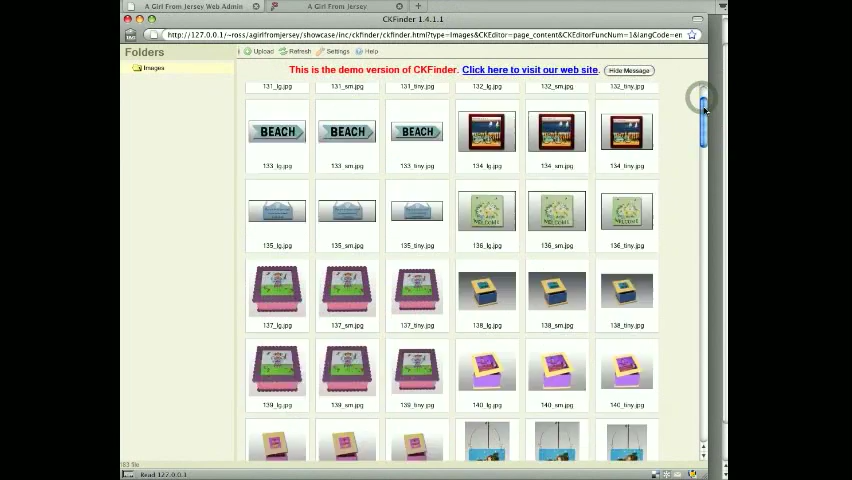 A Girl From Jersey Web Admin
A Girl From Jersey
CKFinder 1.4.1.1
http://127.0.0.1/~ross/agirlfromjersey/showcase/inc/ckfinder/ckfinder.html?type=Images&CKEditor=page_content&CKEditorFuncNum=1&langCode=en
Folders
Upload Refresh Settings Help
Images
This is the demo version of CKFinder. Click here to visit our web site. Hide Message
131_lg.jpg 131_sm.jpg 131_tiny.jpg 132_lg.jpg 132_sm.jpg 132_tiny.jpg
BEACH BEACH BEACH
133_lg.jpg 133_sm.jpg 133_tiny.jpg 134_lg.jpg 134_sm.jpg 134_tiny.jpg
WELCOME WELCOME WELCOME
135_lg.jpg 135_sm.jpg 135_tiny.jpg 136_lg.jpg 136_sm.jpg 136_tiny.jpg
137_lg.jpg 137_sm.jpg 137_tiny.jpg 138_lg.jpg 138_sm.jpg 138_tiny.jpg
139_lg.jpg 139_sm.jpg 139_tiny.jpg 140_lg.jpg 140_sm.jpg 140_tiny.jpg
Read 127.0.0.1